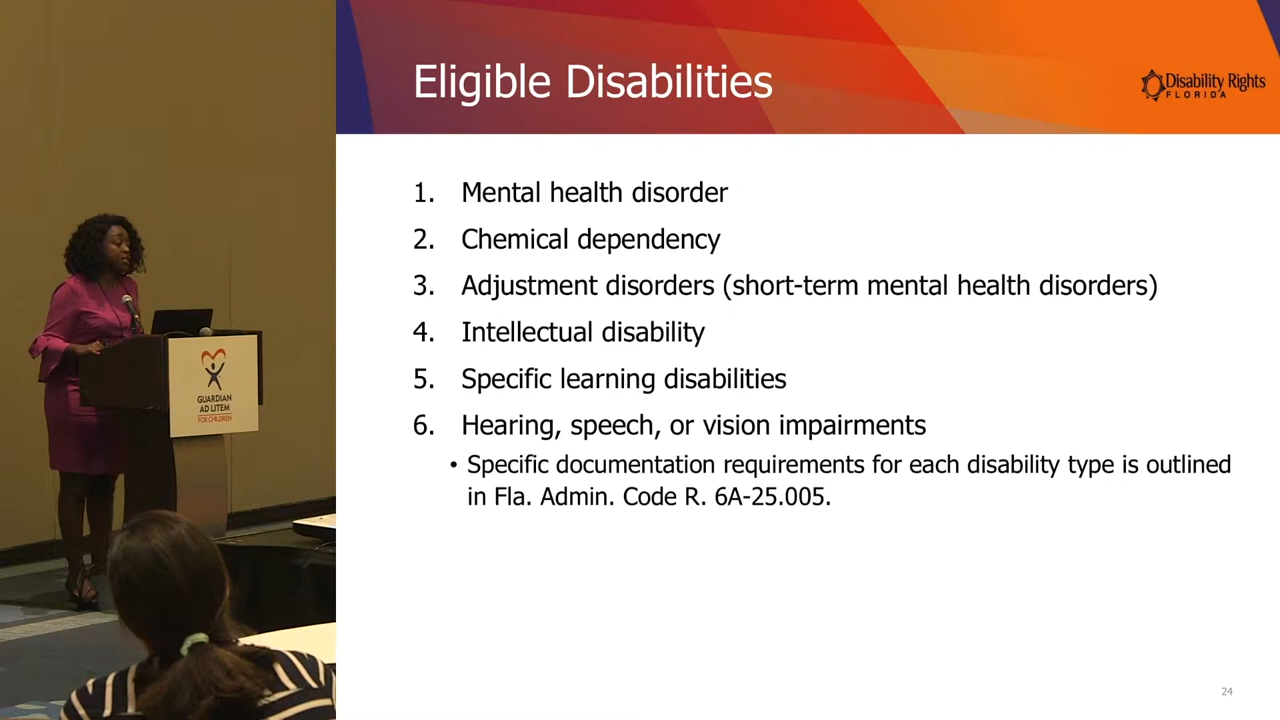 Eligible Disabilities
Disability Rights
FLORIDA
1. Mental health disorder
2. Chemical dependency
3. Adjustment disorders (short-term mental health disorders)
4. Intellectual disability
5. Specific learning disabilities
6. Hearing, speech, or vision impairments
• Specific documentation requirements for each disability type is outlined
in Fla. Admin. Code R. 6A-25.005.
24
GUARDIAN
AD LITEM
FOR CHILDREN